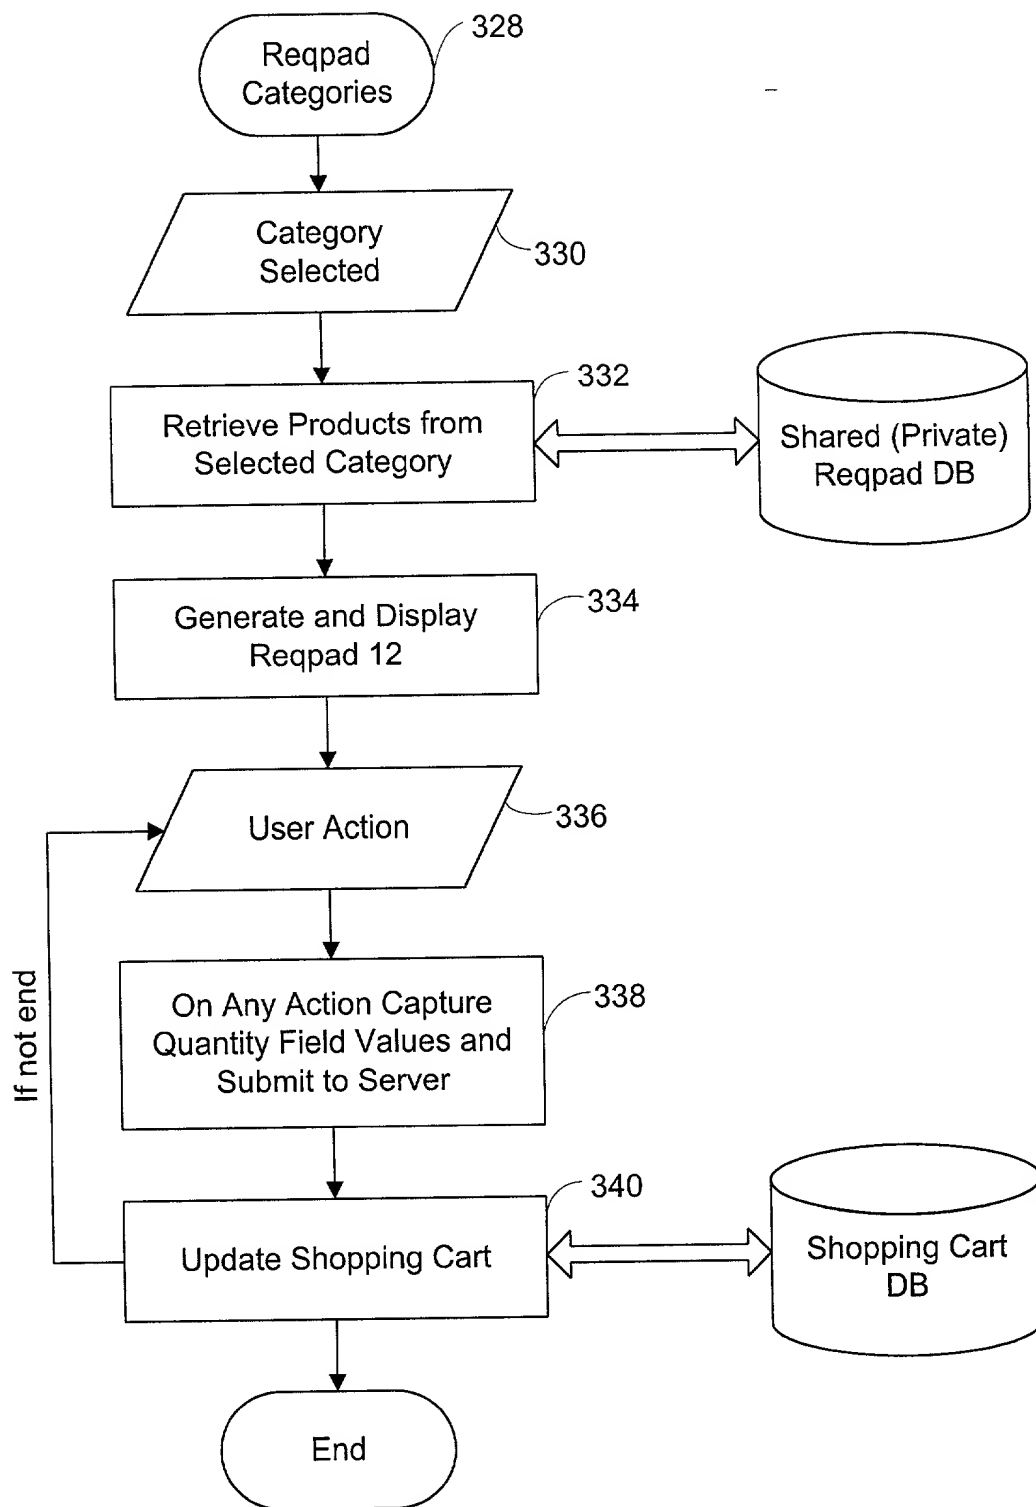 Reqpad
Categories
328
Category
Selected
330
Retrieve Products from
Selected Category
332
Shared (Private)
Reqpad DB
Generate and Display
Reqpad 12
334
User Action
336
If not end
On Any Action Capture
Quantity Field Values and
Submit to Server
338
Update Shopping Cart
340
Shopping Cart
DB
End